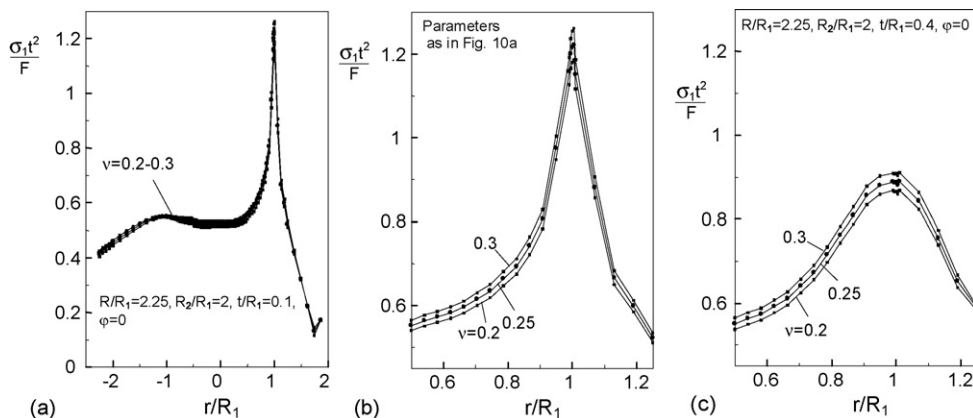 σ₁t²
F
1.2
1
0.8
0.6
0.4
0.2
0
ν=0.2-0.3
R/R₁=2.25, R₂/R₁=2, t/R₁=0.1,
φ=0
-2
-1
0
1
2
(a)
r/R₁
Parameters
as in Fig. 10a
σ₁t²
F
1.2
1
0.8
0.6
0.3
0.25
ν=0.2
0.6
0.8
1
1.2
(b)
r/R₁
R/R₁=2.25, R₂/R₁=2, t/R₁=0.4, φ=0
σ₁t²
F
1.2
1
0.8
0.6
0.3
0.25
ν=0.2
0.6
0.8
1
1.2
(c)
r/R₁